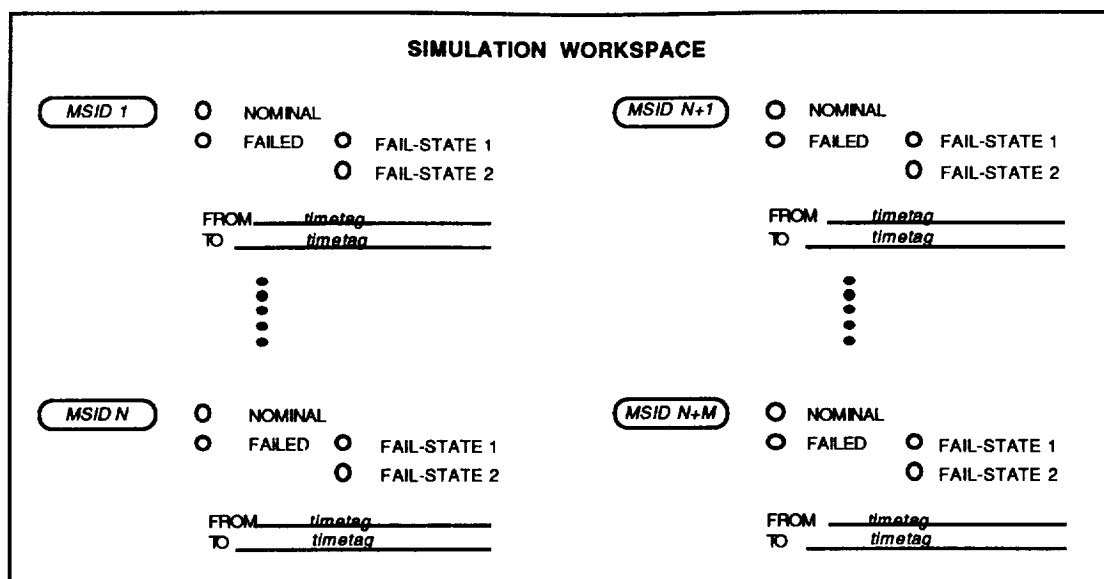 SIMULATION WORKSPACE
MSID 1
NOMINAL
FAILED FAIL-STATE 1
FAIL-STATE 2
FROM timetag
TO timetag
MSID N+1
NOMINAL
FAILED FAIL-STATE 1
FAIL-STATE 2
FROM timetag
TO timetag
MSID N
NOMINAL
FAILED FAIL-STATE 1
FAIL-STATE 2
FROM timetag
TO timetag
MSID N+M
NOMINAL
FAILED FAIL-STATE 1
FAIL-STATE 2
FROM timetag
TO timetag